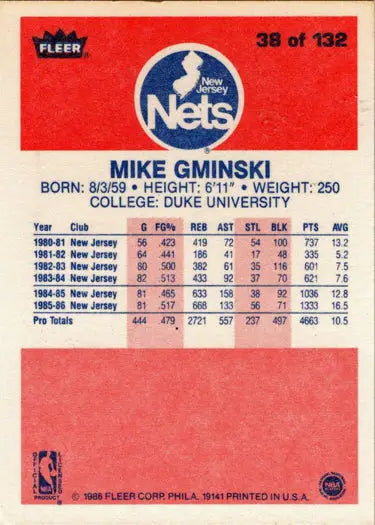 FLEER
38 of 132
New
Jersey
Nets
MIKE GMINSKI
BORN: 8/3/59 • HEIGHT: 6'11" • WEIGHT: 250
COLLEGE: DUKE UNIVERSITY
Year Club G FG% REB AST STL BLK PTS AVG
1980-81 New Jersey 56 .423 419 72 54 100 737 13.2
1981-82 New Jersey 64 .441 186 41 17 48 335 5.2
1982-83 New Jersey 80 .500 382 61 35 116 601 7.5
1983-84 New Jersey 82 .513 433 92 37 70 621 7.6
1984-85 New Jersey 81 .465 633 158 38 92 1036 12.8
1985-86 New Jersey 81 .517 668 133 56 71 1333 16.5
Pro Totals 444 .479 2721 557 237 497 4663 10.5
OFFICIAL LICENSED
PRODUCT
NBA
© 1986 FLEER CORP. PHILA. 19141 PRINTED IN U.S.A.